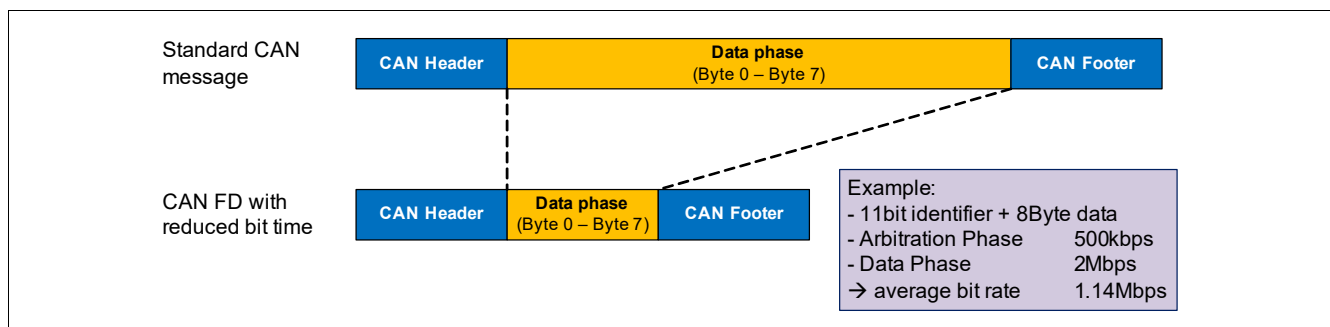 Standard CAN
message
CAN Header
Data phase
(Byte 0 – Byte 7)
CAN Footer
CAN FD with
reduced bit time
CAN Header
Data phase
(Byte 0 – Byte 7)
CAN Footer
Example:
- 11bit identifier + 8Byte data
- Arbitration Phase 500kbps
- Data Phase 2Mbps
→ average bit rate 1.14Mbps